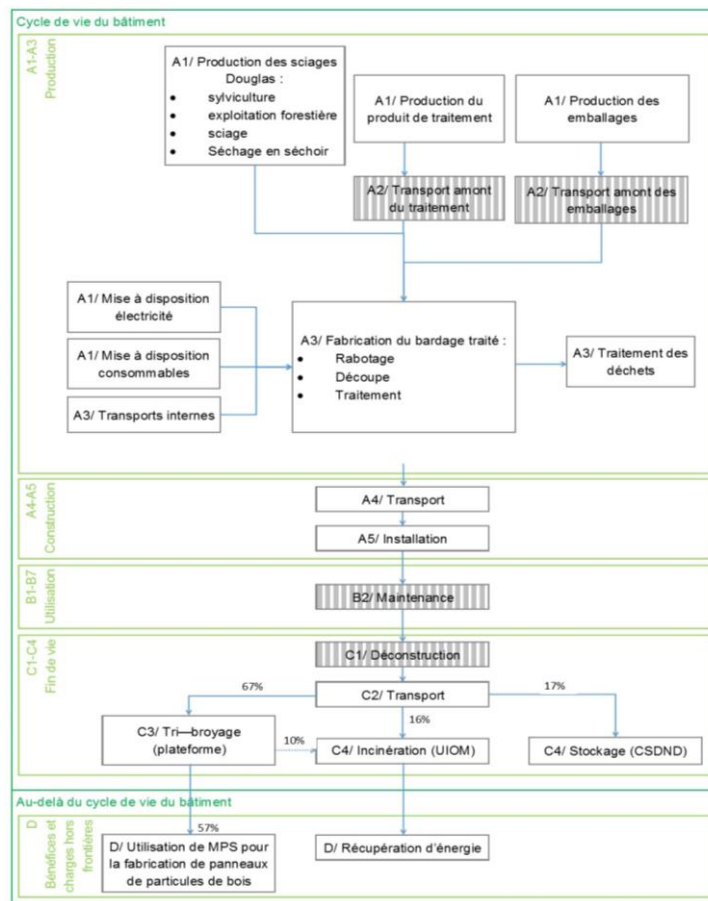 Cycle de vie du bâtiment
A1-A3
Production
A1/ Production des sciages
Douglas :
• sylviculture
• exploitation forestière
• sciage
• Séchage en séchoir
A1/ Production du
produit de traitement
A1/ Production des
emballages
A2/ Transport amont
du traitement
A2/ Transport amont des
emballages
A1/ Mise à disposition
électricité
A1/ Mise à disposition
consommables
A3/ Transports internes
A3/ Fabrication du bardage traité :
• Rabotage
• Découpe
• Traitement
A3/ Traitement des
déchets
A4-A5
Construction
A4/ Transport
A5/ Installation
B1-B7
Utilisation
B2/ Maintenance
C1-C4
Fin de vie
C1/ Déconstruction
67%
C2/ Transport
17%
16%
C3/ Tri—broyage
(plateforme)
10%
C4/ Incinération (UIOM)
C4/ Stockage (CSDND)
Au-delà du cycle de vie du bâtiment
D
Bénéfices et
charges hors
frontières
57%
D/ Utilisation de MPS pour
la fabrication de panneaux
de particules de bois
D/ Récupération d'énergie